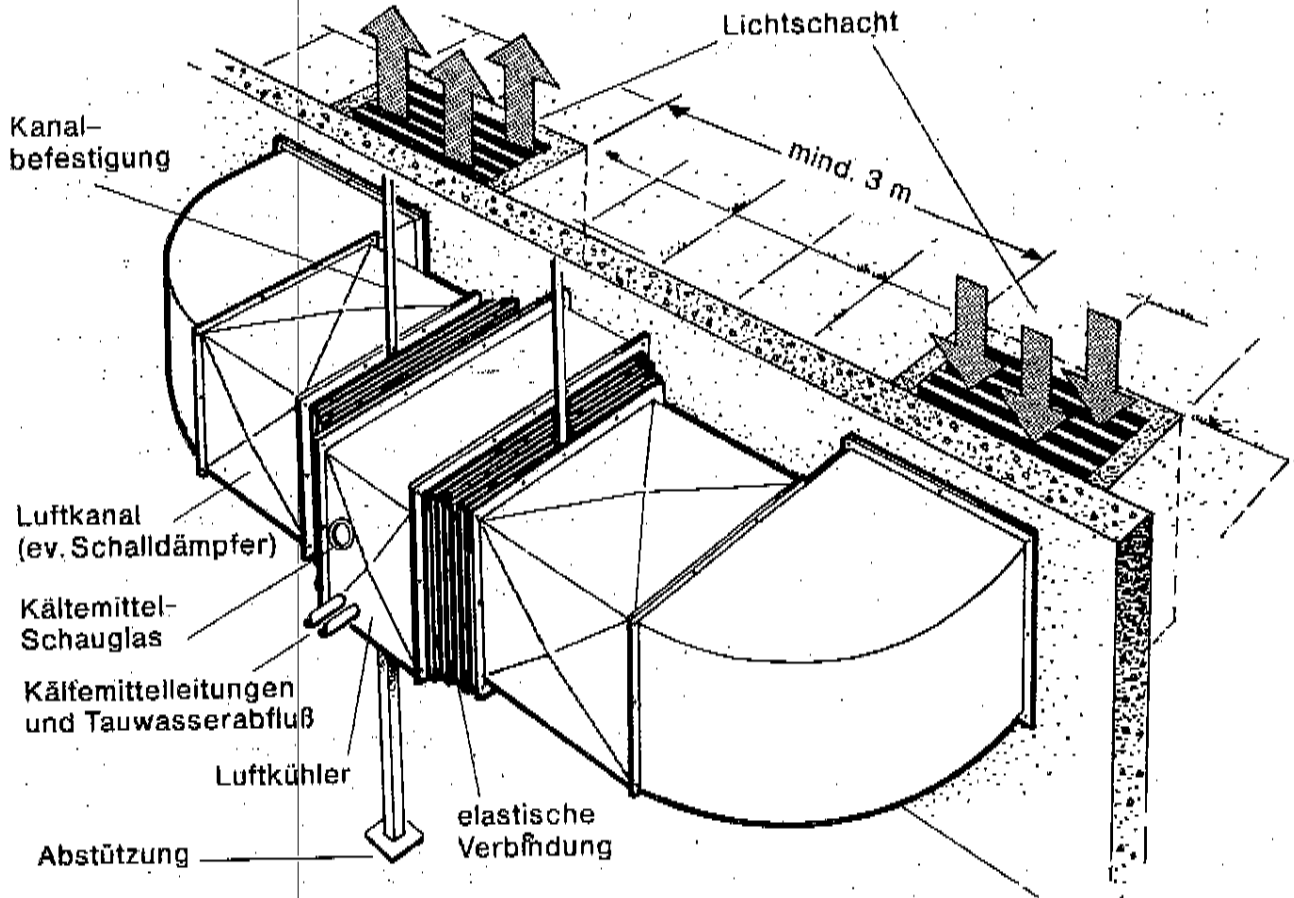 Lichtschacht
Kanal-
befestigung
mind. 3 m
Luftkanal
(ev. Schalldämpfer)
Kältemittel-
Schauglas
Kältemittelleitungen
und Tauwasserabfluß
Luftkühler
elastische
Verbindung
Abstützung